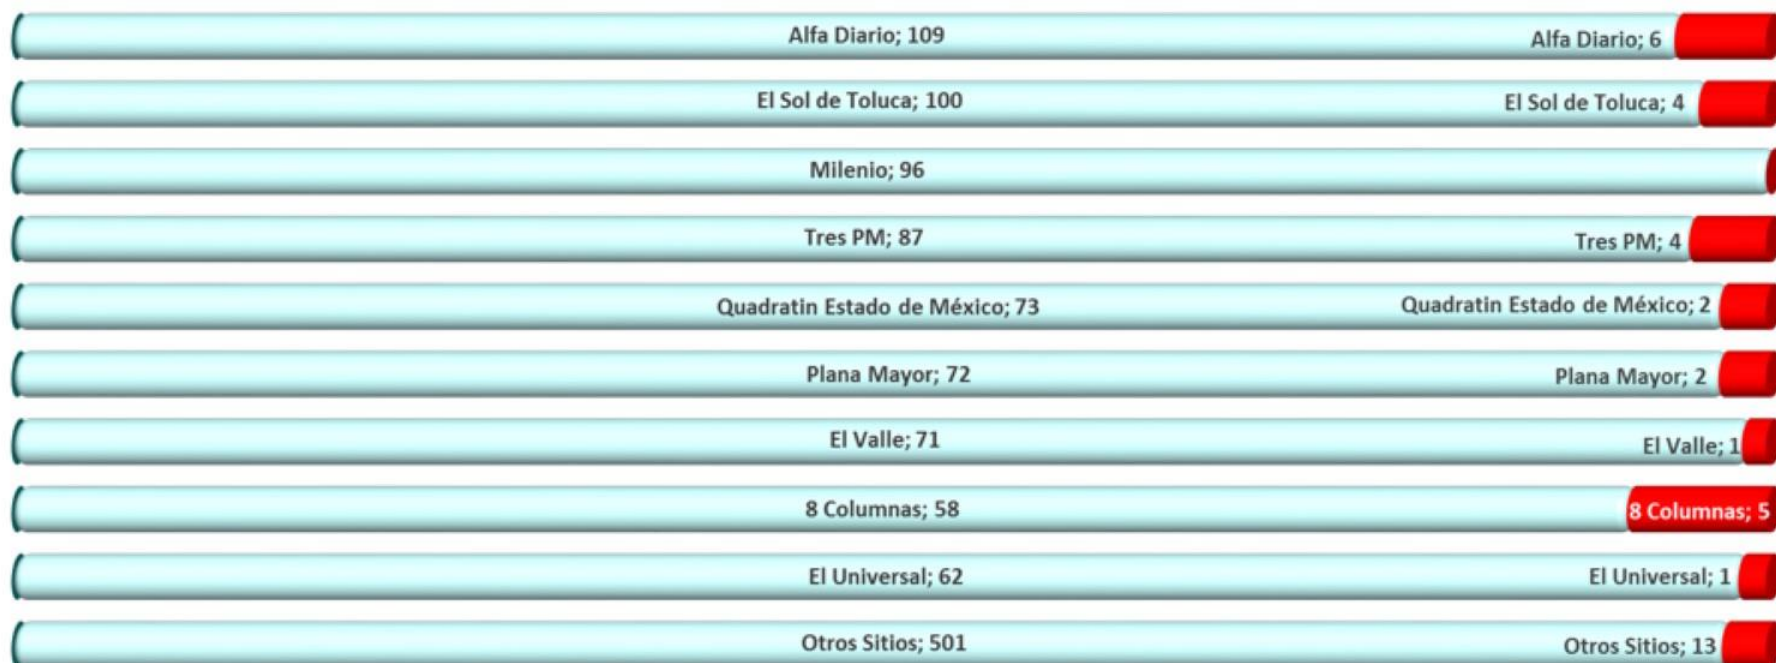 Alfa Diario; 109 Alfa Diario; 6
El Sol de Toluca; 100 El Sol de Toluca; 4
Milenio; 96
Tres PM; 87 Tres PM; 4
Quadratin Estado de México; 73 Quadratin Estado de México; 2
Plana Mayor; 72 Plana Mayor; 2
El Valle; 71 El Valle; 1
8 Columnas; 58 8 Columnas; 5
El Universal; 62 El Universal; 1
Otros Sitios; 501 Otros Sitios; 13